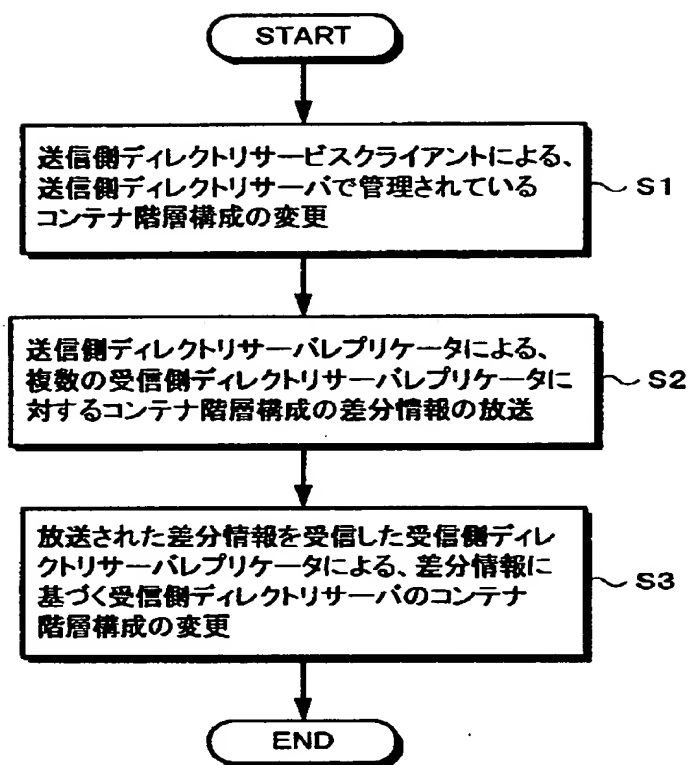 START
送信側ディレクトリサービスクライアントによる、
送信側ディレクトリサーバで管理されている
コンテナ階層構成の変更
S1
送信側ディレクトリサーバレプリケータによる、
複数の受信側ディレクトリサーバレプリケータに
対するコンテナ階層構成の差分情報の放送
S2
放送された差分情報を受信した受信側ディレ
クトリサーバレプリケータによる、差分情報に
基づく受信側ディレクトリサーバのコンテナ
階層構成の変更
S3
END